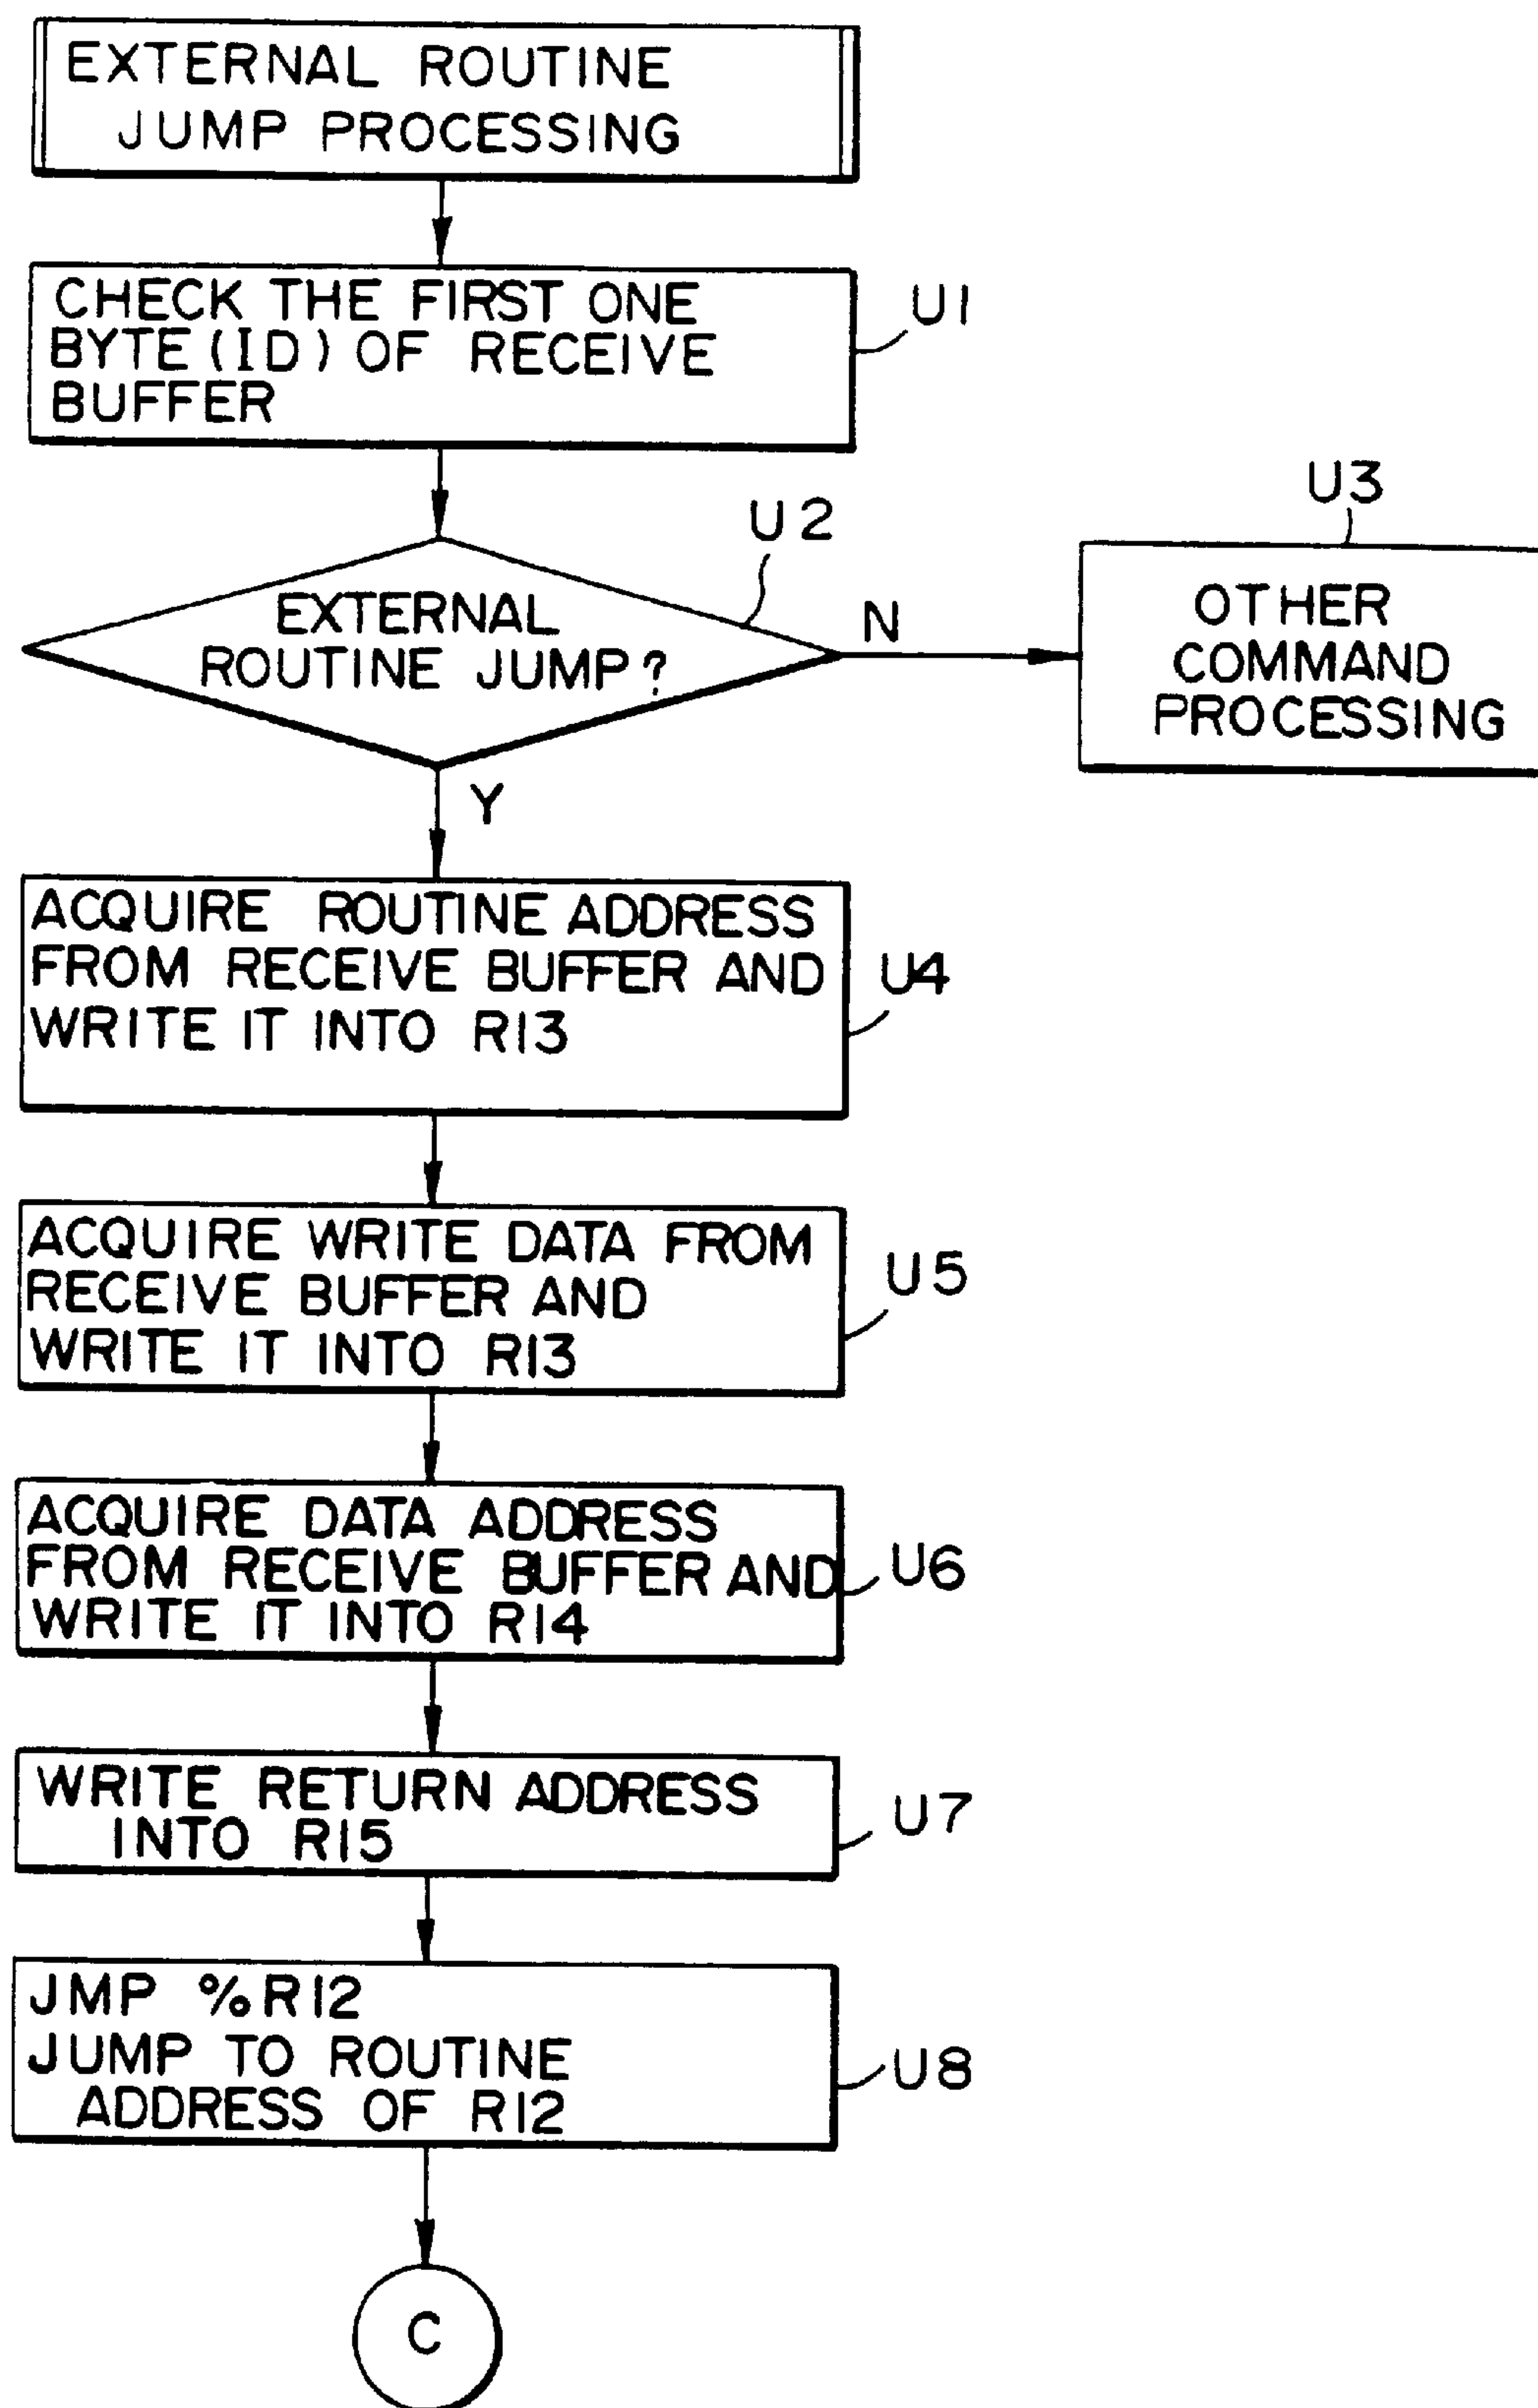 EXTERNAL ROUTINE
JUMP PROCESSING
CHECK THE FIRST ONE
BYTE (ID) OF RECEIVE
BUFFER
U1
U2
EXTERNAL
ROUTINE JUMP?
N
U3
OTHER
COMMAND
PROCESSING
Y
ACQUIRE ROUTINE ADDRESS
FROM RECEIVE BUFFER AND
WRITE IT INTO R13
U4
ACQUIRE WRITE DATA FROM
RECEIVE BUFFER AND
WRITE IT INTO R13
U5
ACQUIRE DATA ADDRESS
FROM RECEIVE BUFFER AND
WRITE IT INTO R14
U6
WRITE RETURN ADDRESS
INTO R15
U7
JMP %R12
JUMP TO ROUTINE
ADDRESS OF R12
U8
C